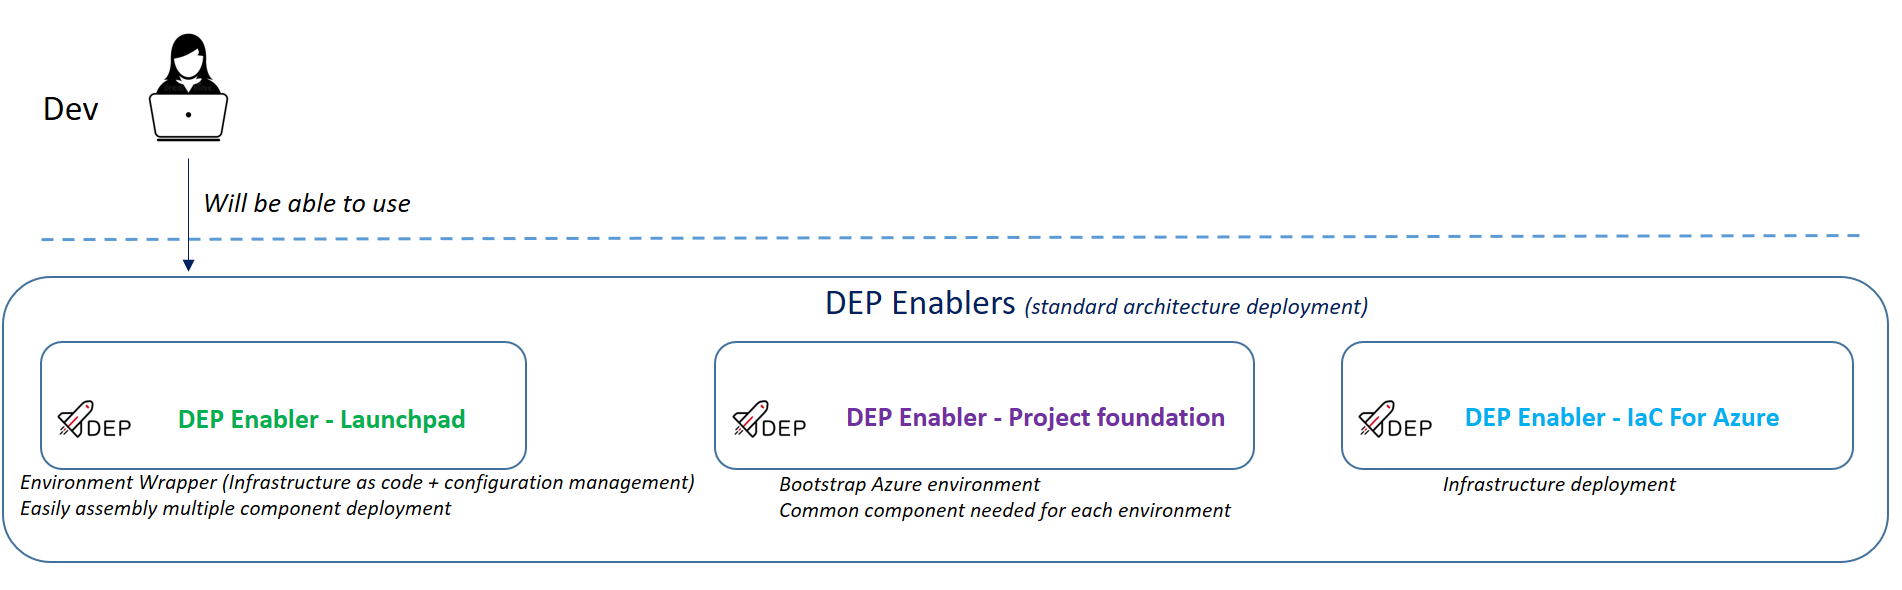 Dev
Will be able to use
DEP Enablers (standard architecture deployment)
DEP
DEP Enabler - Launchpad
DEP
DEP Enabler - Project foundation
DEP
DEP Enabler - IaC For Azure
Environment Wrapper (Infrastructure as code + configuration management)
Easily assembly multiple component deployment
Bootstrap Azure environment
Common component needed for each environment
Infrastructure deployment